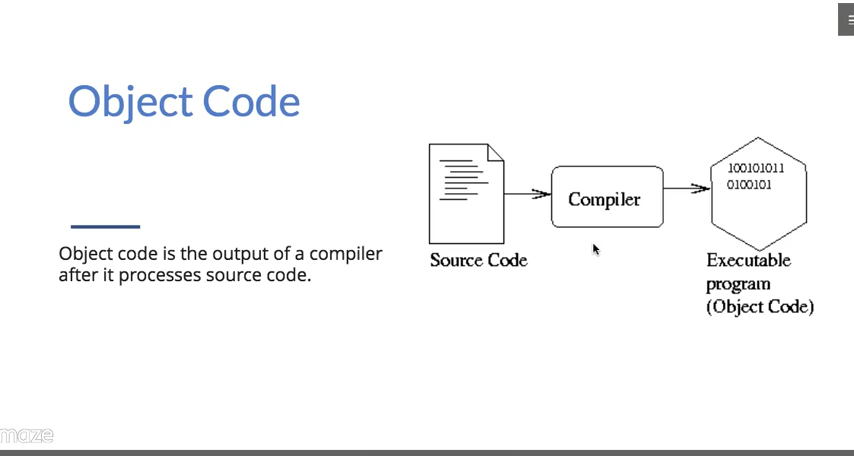 Object Code
Object code is the output of a compiler
after it processes source code.
Source Code
Compiler
100101011
0100101
Executable
program
(Object Code)
maze